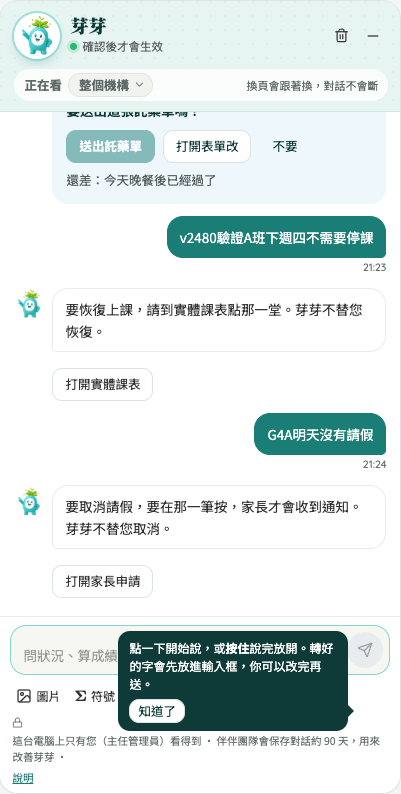 芽芽
確認後才會生效
正在看 整個機構 換頁會跟著換，對話不會斷
要送出這張託藥單嗎？
送出託藥單 打開表單改 不要
還差：今天晚餐後已經過了
v2480驗證A班下週四不需要停課
21:23
要恢復上課，請到實體課表點那一堂。芽芽不替您
恢復。
打開實體課表
G4A明天沒有請假
21:24
要取消請假，要在那一筆按，家長才會收到通知。
芽芽不替您取消。
打開家長申請
問狀況、算成績
點一下開始說，或按住說完放開。轉好
的字會先放進輸入框，你可以改完再
送。
知道了
圖片 Σ 符號
這台電腦上只有您（主任管理員）看得到 · 伴伴團隊會保存對話約 90 天，用來
改善芽芽 ·
說明